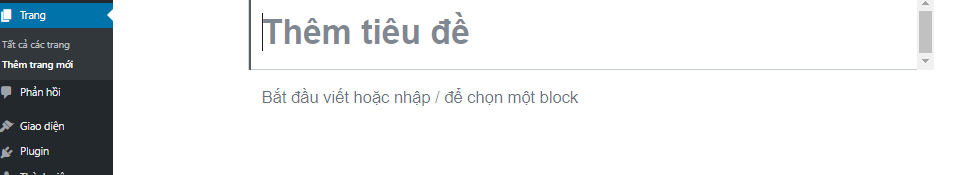 Trang
Tất cả các trang
Thêm trang mới
Phản hồi
Giao diện
Plugin
Thêm tiêu đề
Bắt đầu viết hoặc nhập / để chọn một block